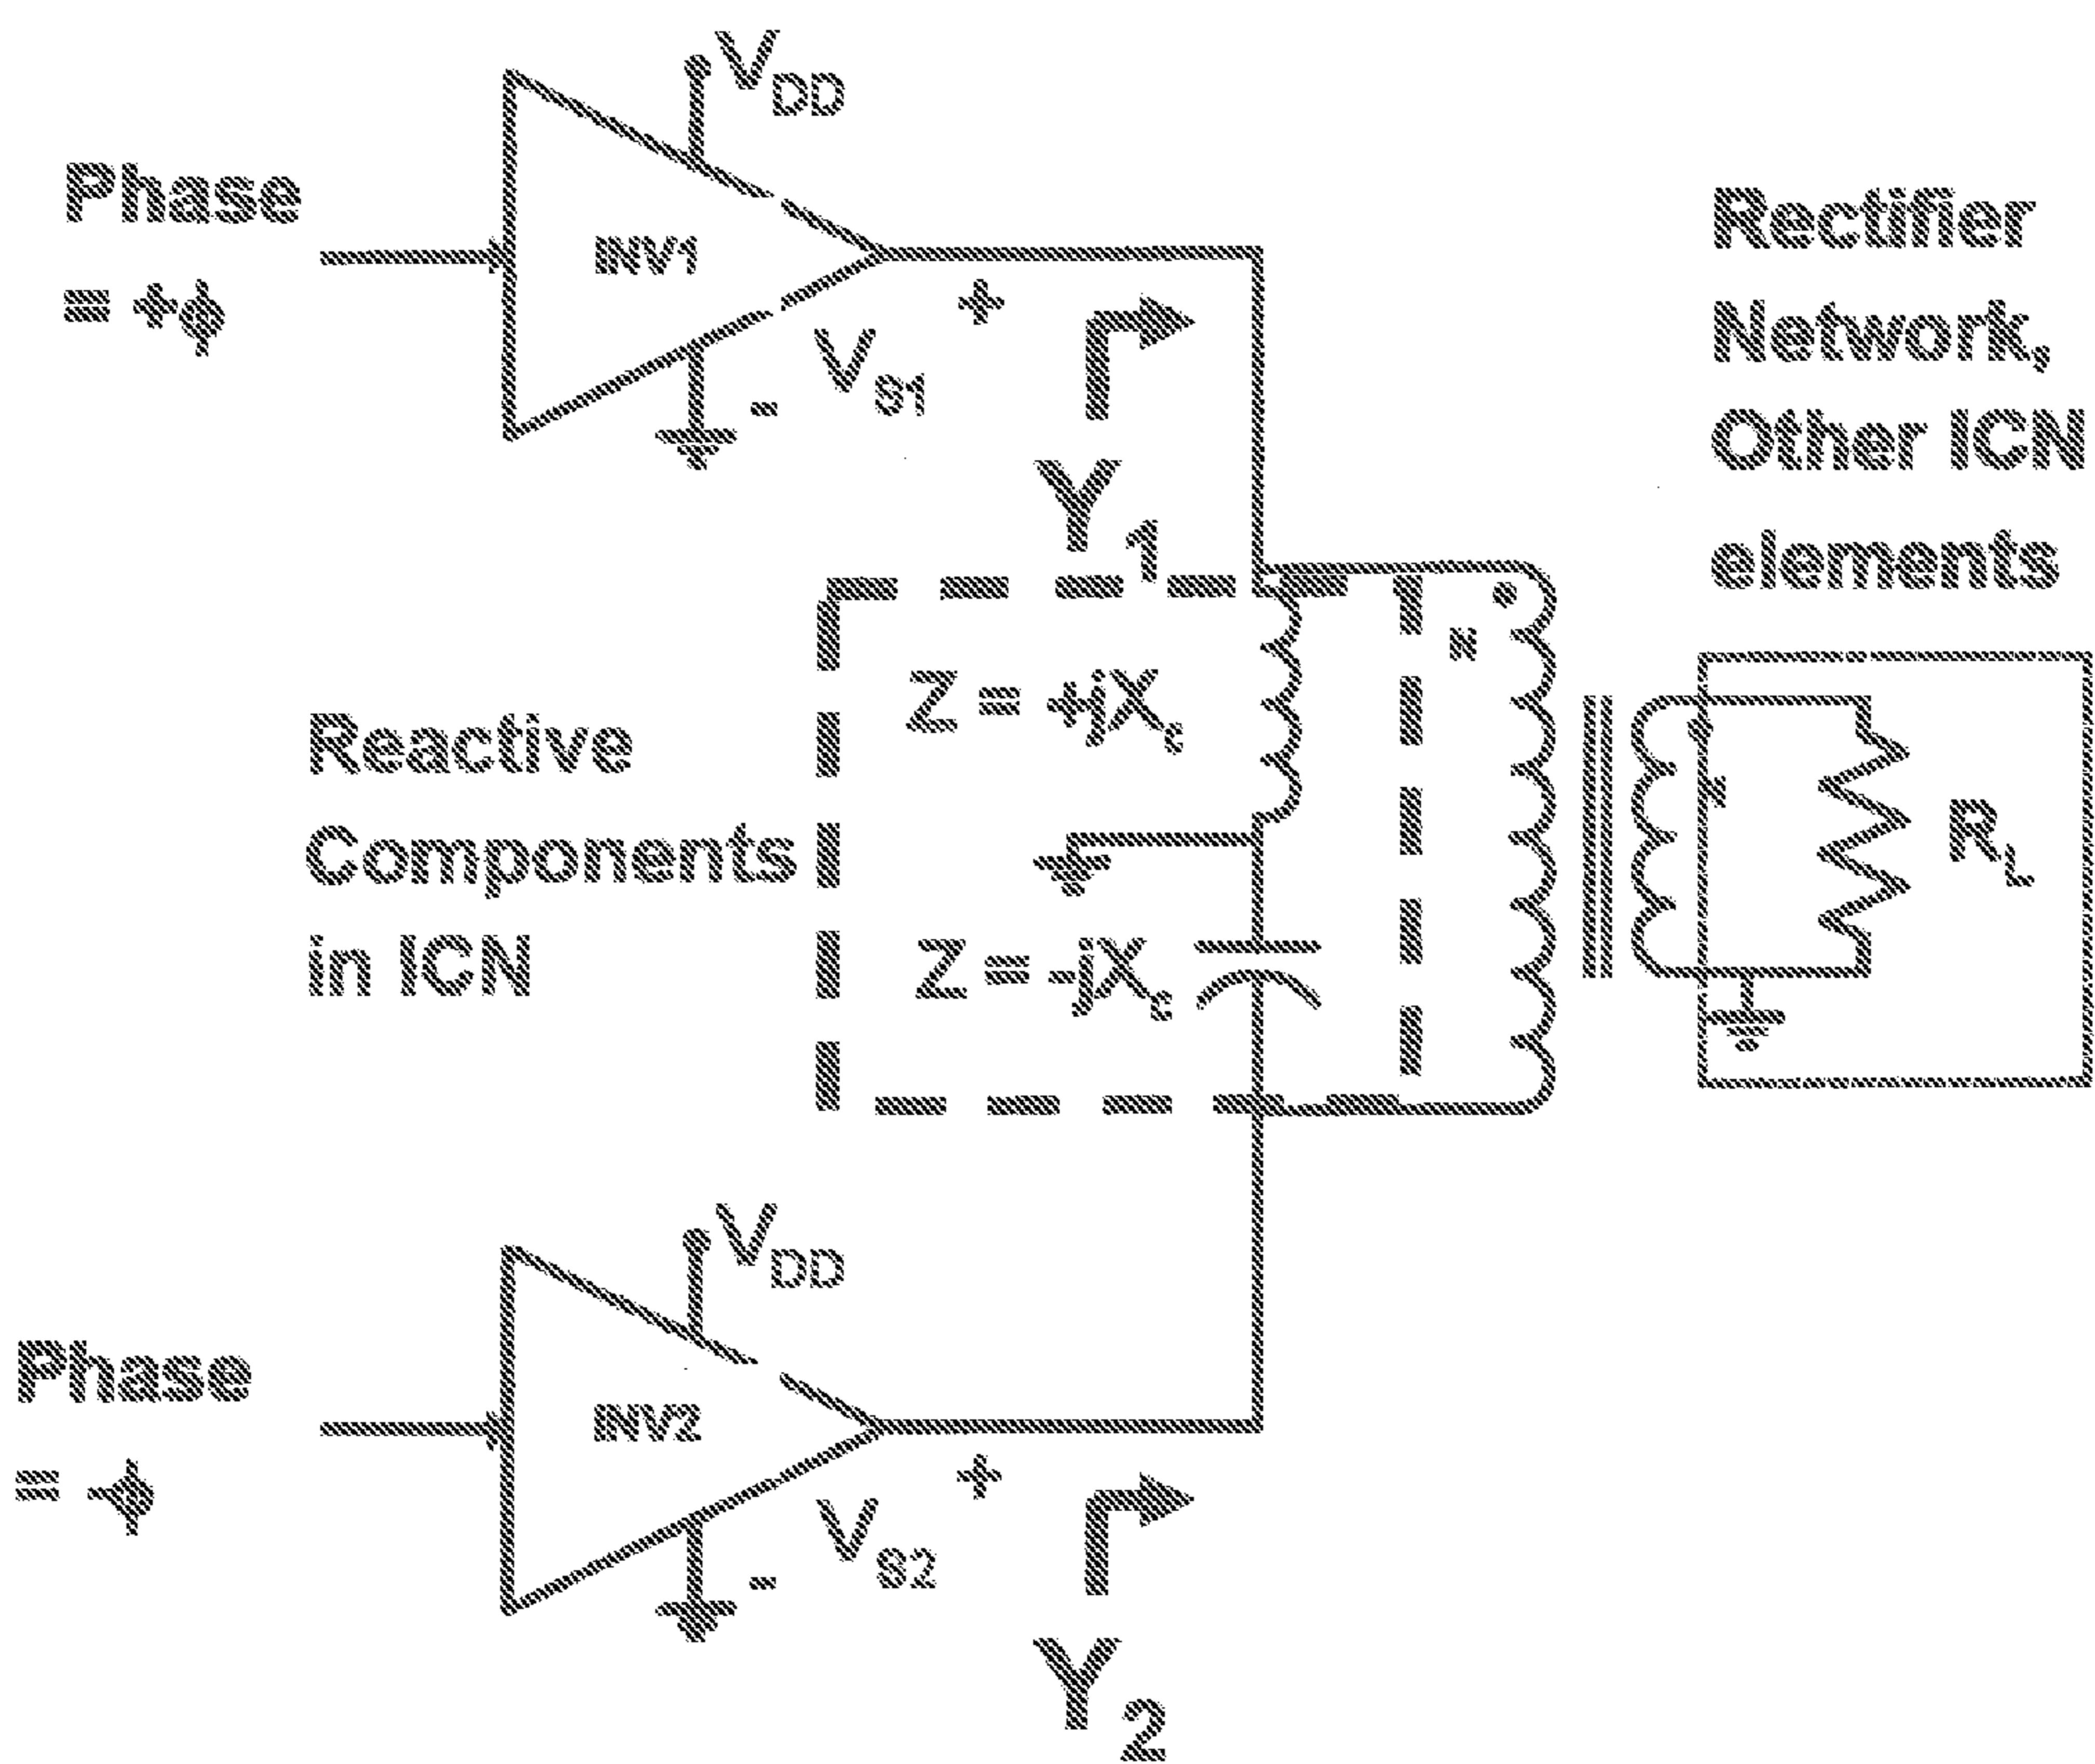 V_DD
Phase
= +ϕ
INV1
+
-
V_S1
Y_1
Rectifier
Network,
Other ICN
elements
N
Z = +jX_c
Reactive
Components
in ICN
Z = -jX_c
R_L
V_DD
Phase
= -ϕ
INV2
+
-
V_S2
Y_2